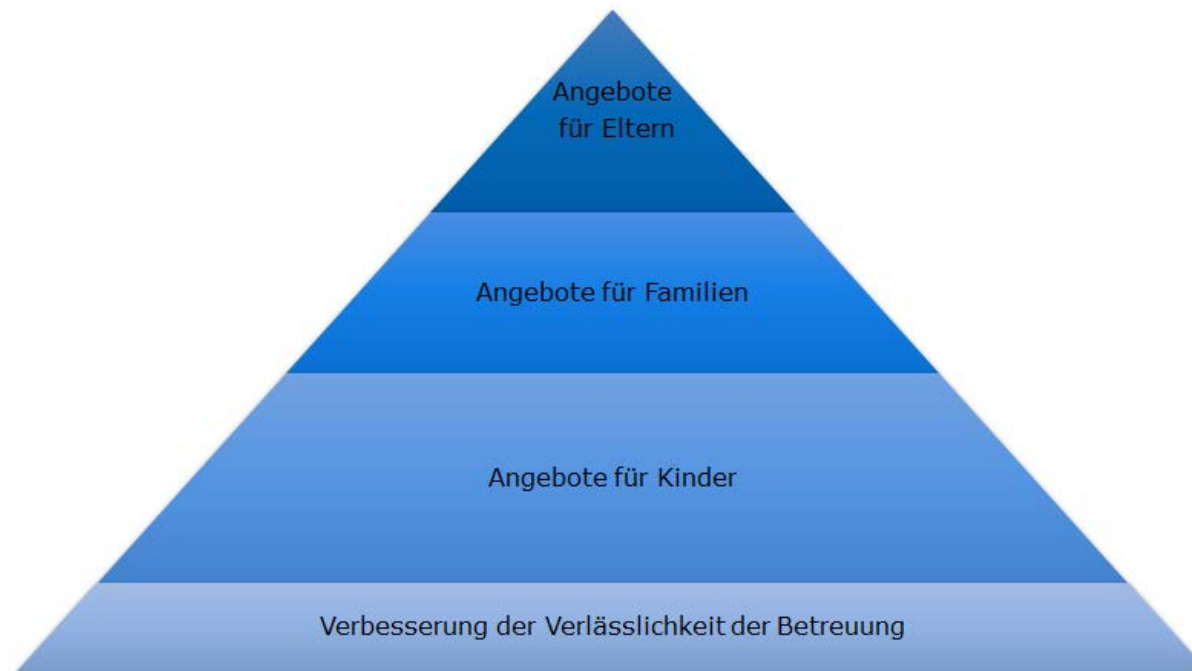 Angebote
für Eltern
Angebote für Familien
Angebote für Kinder
Verbesserung der Verlässlichkeit der Betreuung